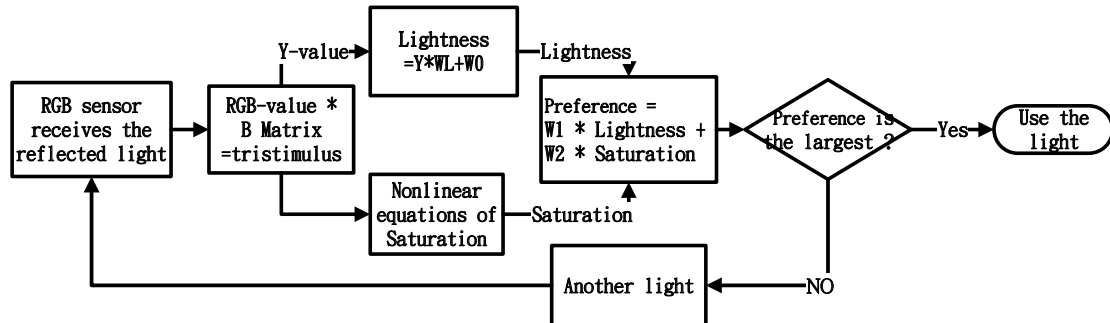 RGB sensor
receives the
reflected light
RGB-value *
B Matrix
=tristimulus
Y-value
Lightness
=Y*WL+W0
Lightness
Nonlinear
equations of
Saturation
Saturation
Preference =
W1 * Lightness +
W2 * Saturation
Preference is
the largest ?
Yes
Use the
light
NO
Another light